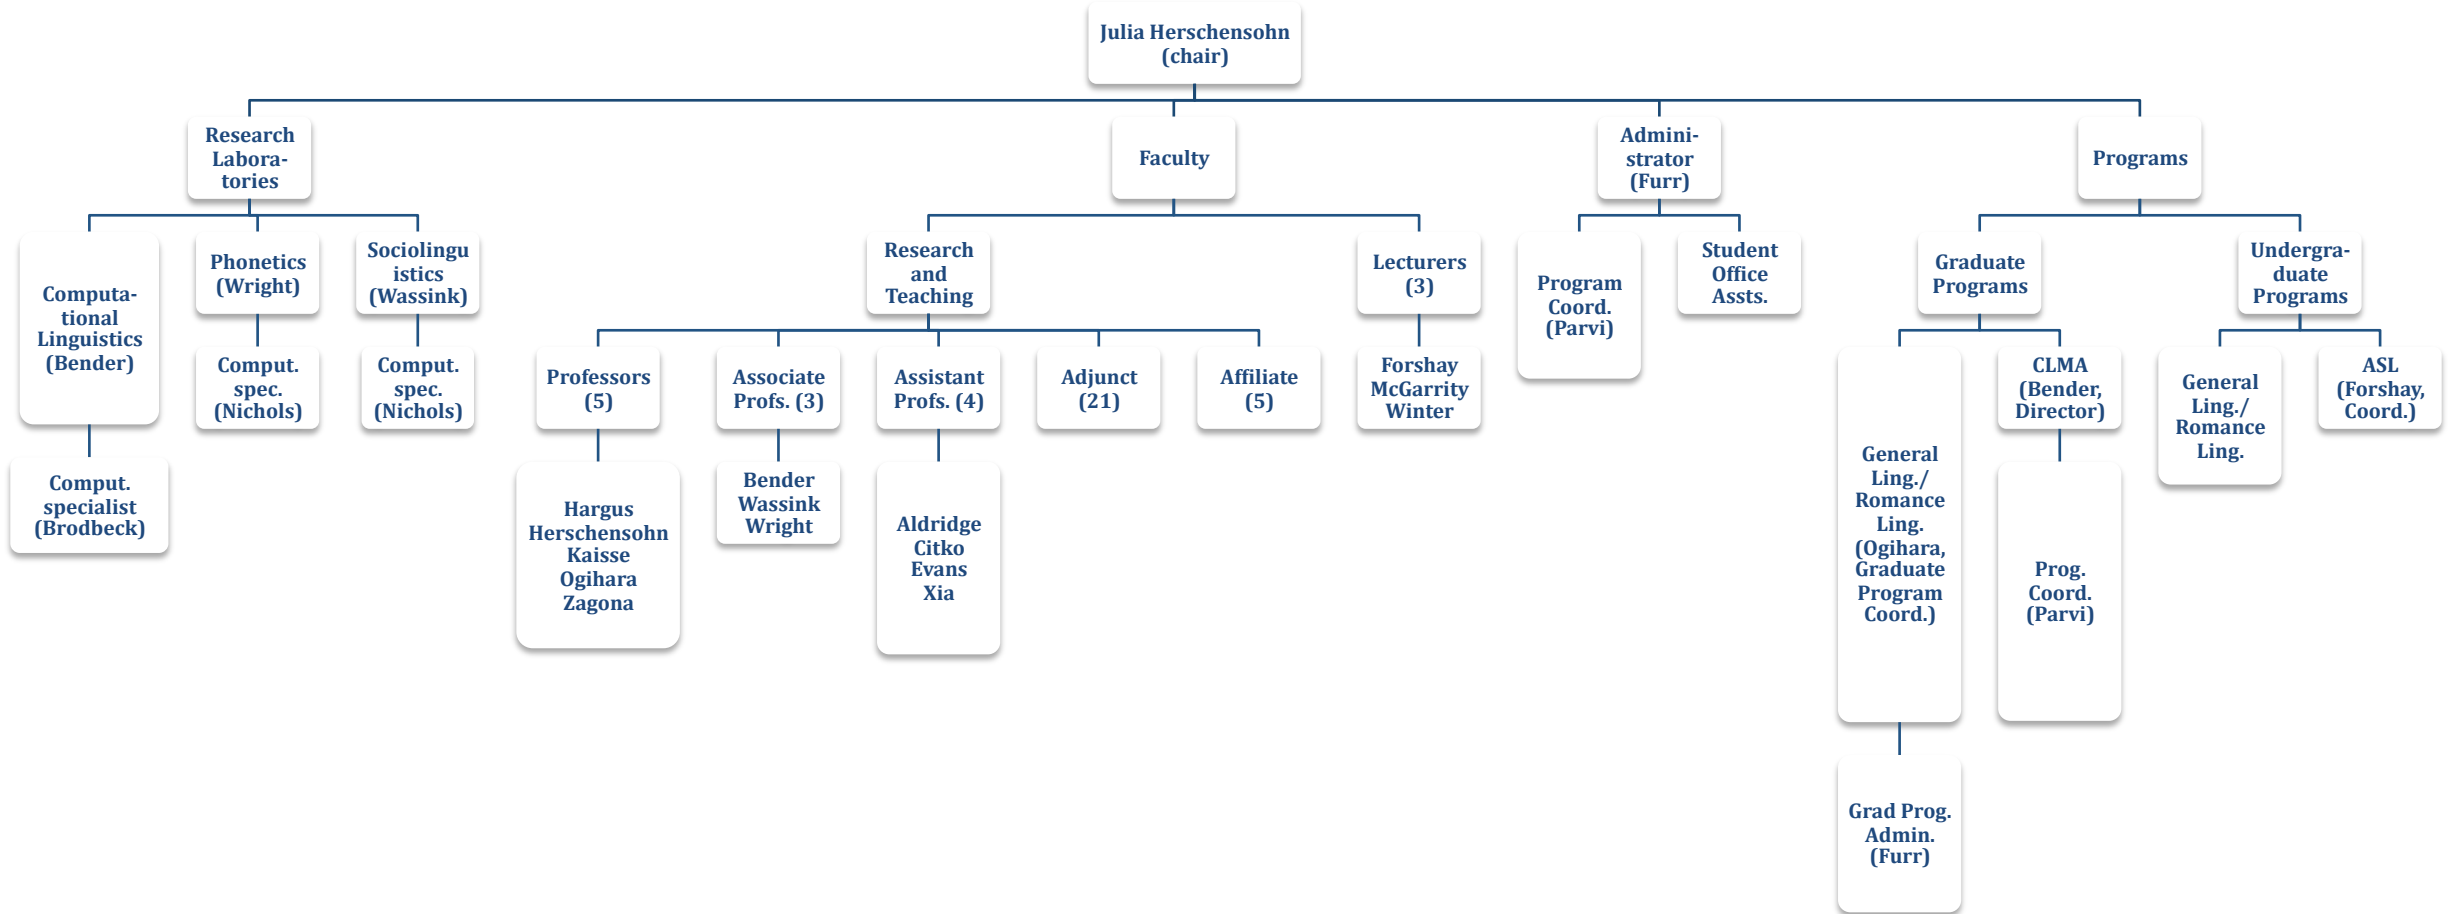 Julia Herschensohn
(chair)
Research
Labora-
tories
Faculty
Admini-
strator
(Furr)
Programs
Computa-
tional
Linguistics
(Bender)
Phonetics
(Wright)
Sociolingu
istics
(Wassink)
Research
and
Teaching
Lecturers
(3)
Program
Coord.
(Parvi)
Student
Office
Assts.
Graduate
Programs
Undergra-
duate
Programs
Comput.
specialist
(Brodbeck)
Comput.
spec.
(Nichols)
Comput.
spec.
(Nichols)
Professors
(5)
Associate
Profs. (3)
Assistant
Profs. (4)
Adjunct
(21)
Affiliate
(5)
Forshay
McGarrity
Winter
General
Ling./
Romance
Ling.
(Ogihara,
Graduate
Program
Coord.)
CLMA
(Bender,
Director)
General
Ling./
Romance
Ling.
ASL
(Forshay,
Coord.)
Hargus
Herschensohn
Kaisse
Ogihara
Zagona
Bender
Wassink
Wright
Aldridge
Citko
Evans
Xia
Prog.
Coord.
(Parvi)
Grad Prog.
Admin.
(Furr)